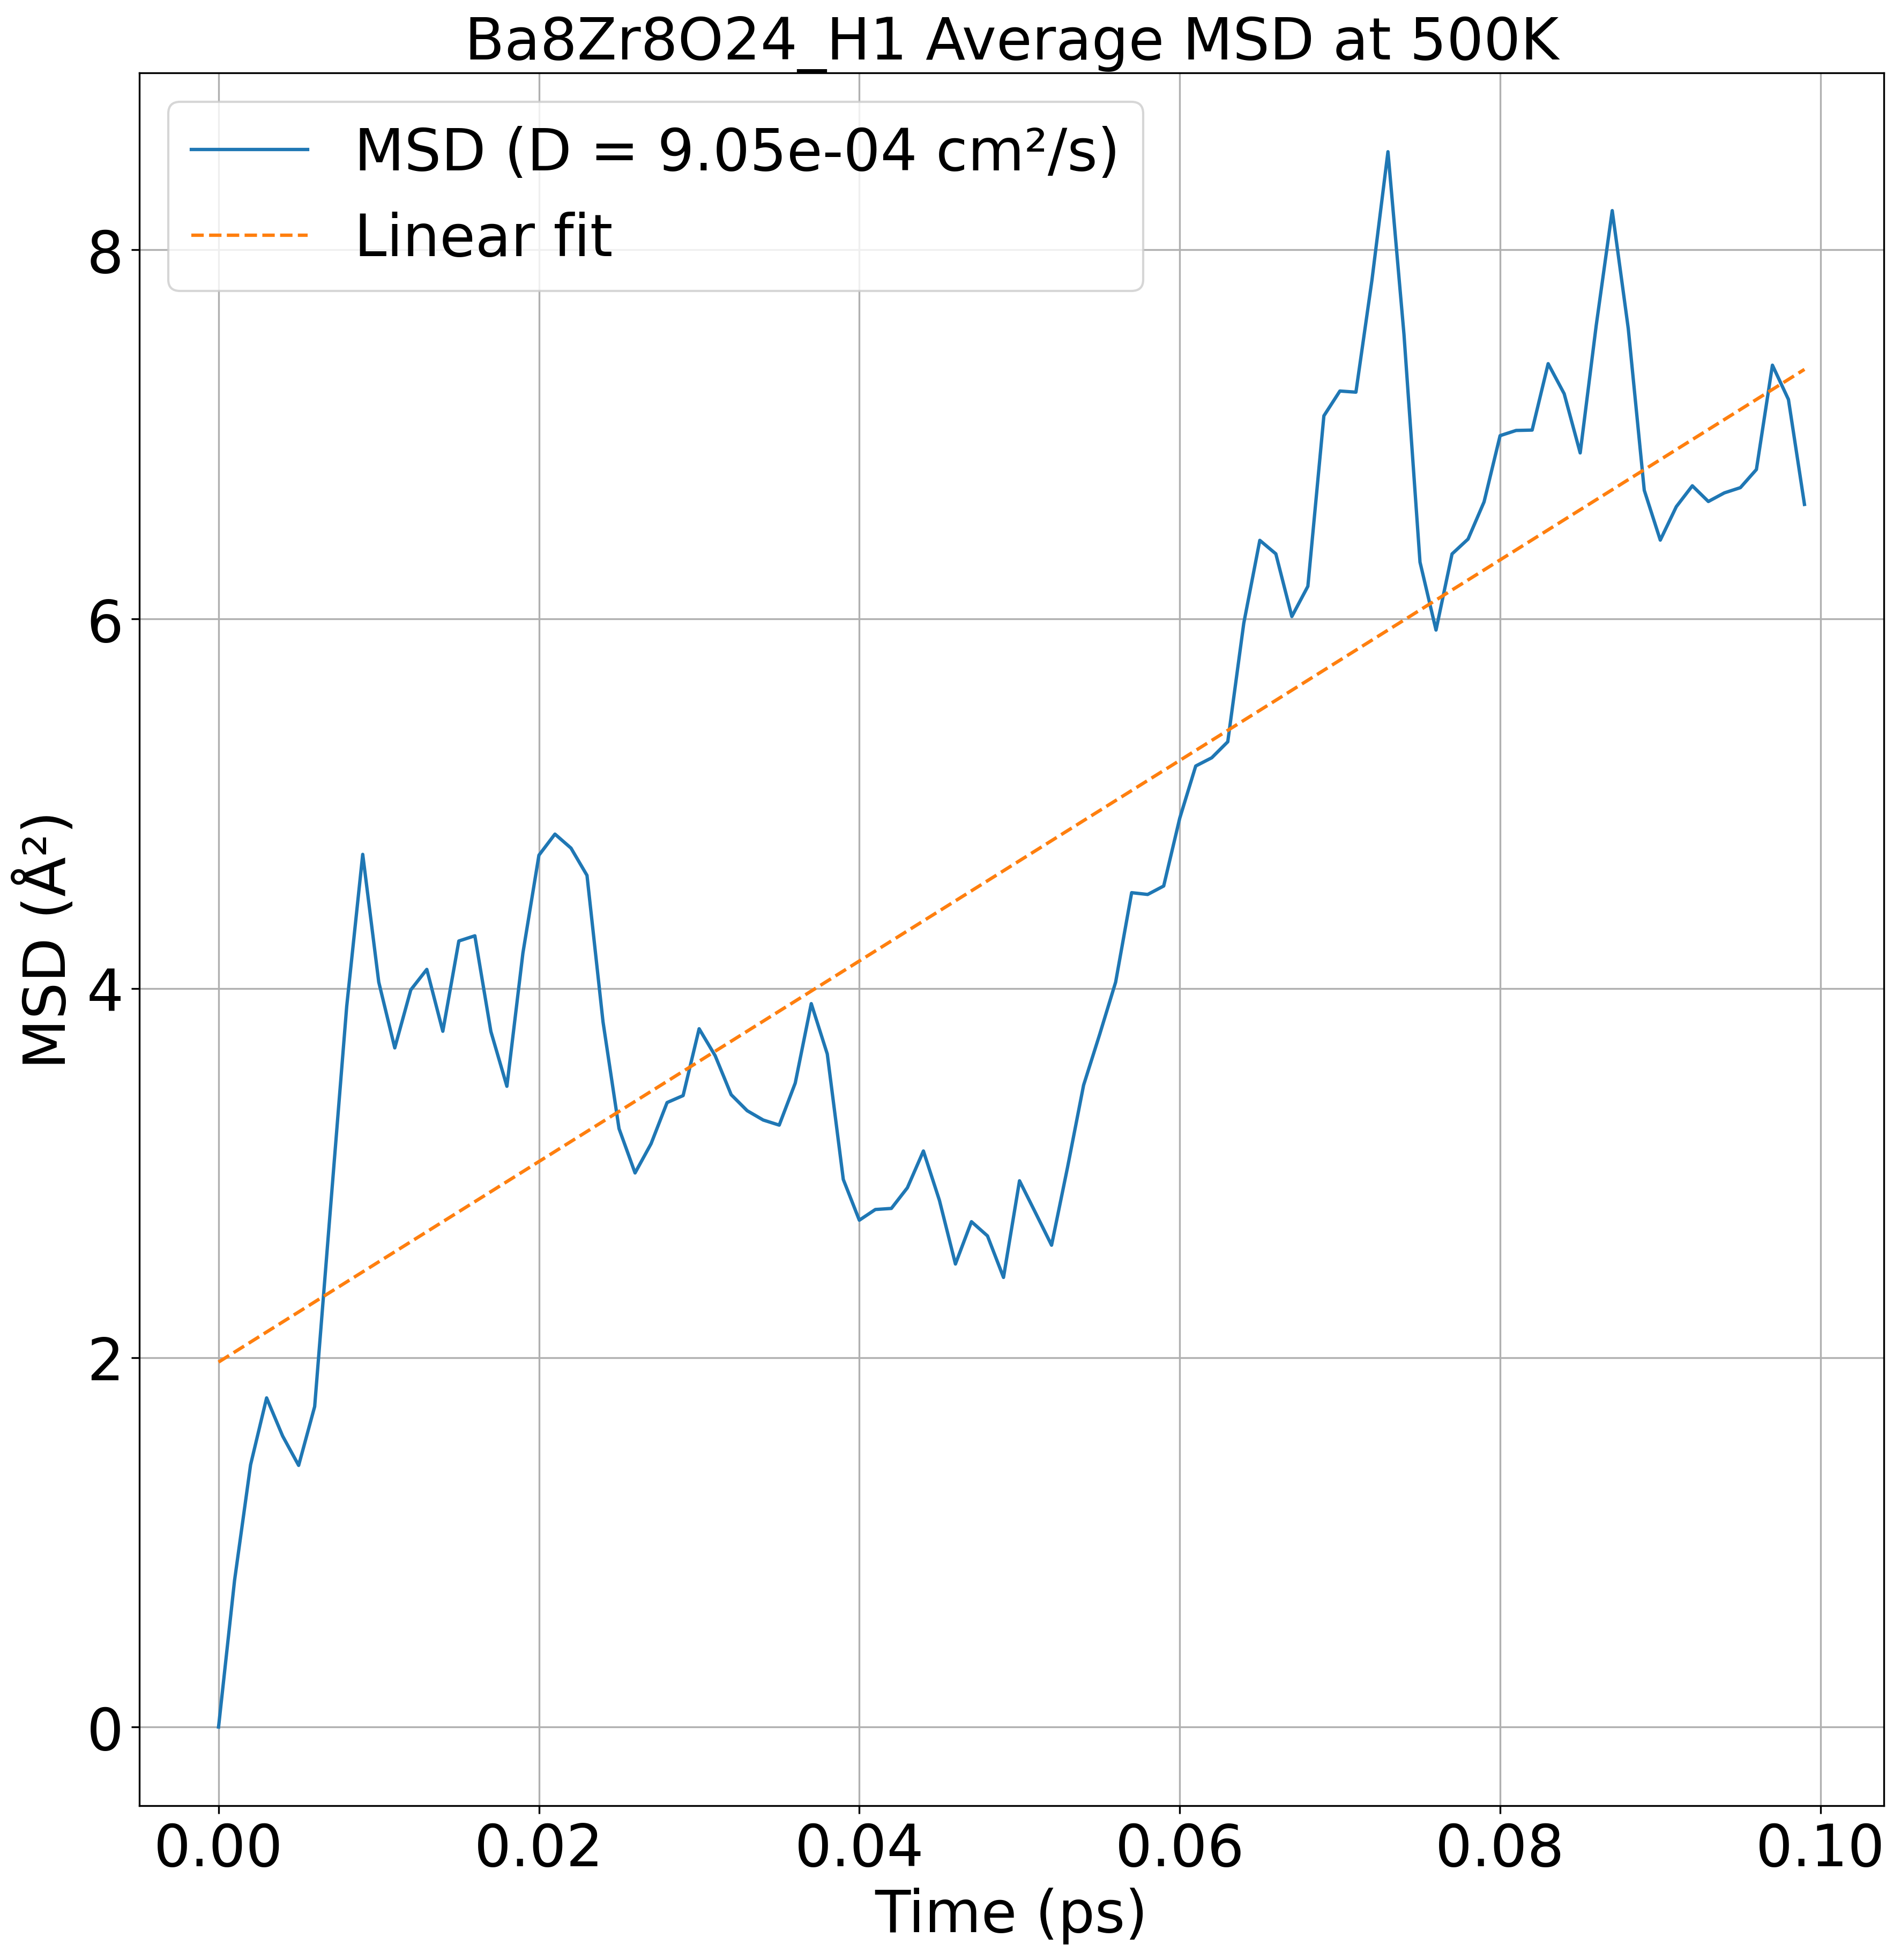 Ba8Zr8O24_H1 Average MSD at 500K
MSD (D = 9.05e-04 cm²/s)
Linear fit
8
6
4
2
0
MSD (Å²)
0.00 0.02 0.04 0.06 0.08 0.10
Time (ps)